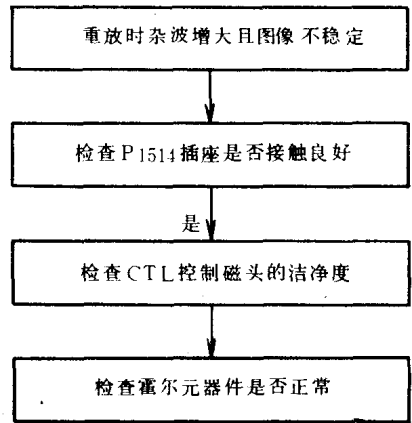 重放时杂波增大且图像不稳定
检查P1514插座是否接触良好
是
检查CTL控制磁头的洁净度
检查霍尔元器件是否正常